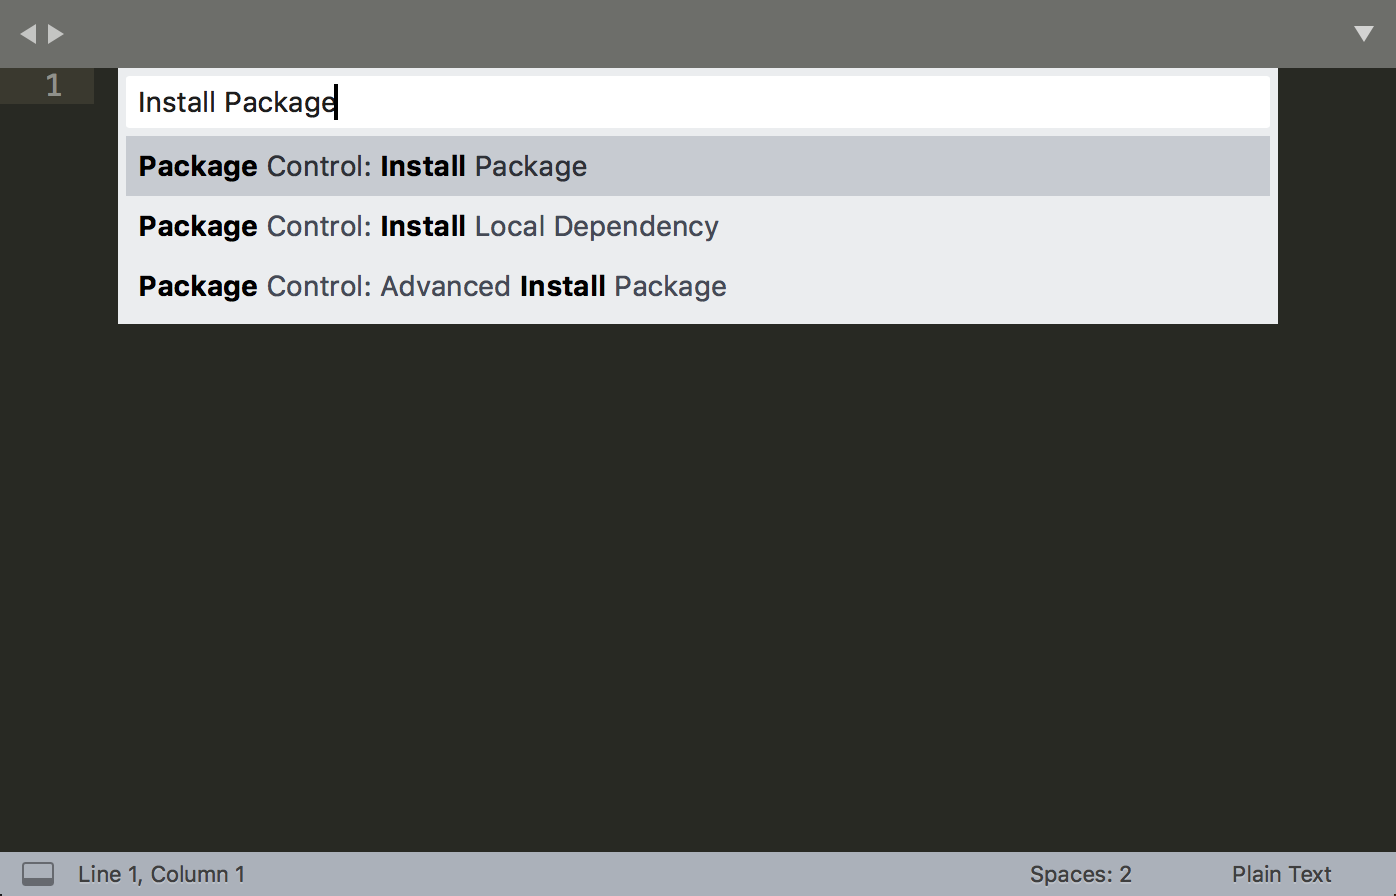 1
Install Package
Package Control: Install Package
Package Control: Install Local Dependency
Package Control: Advanced Install Package
Line 1, Column 1
Spaces: 2
Plain Text